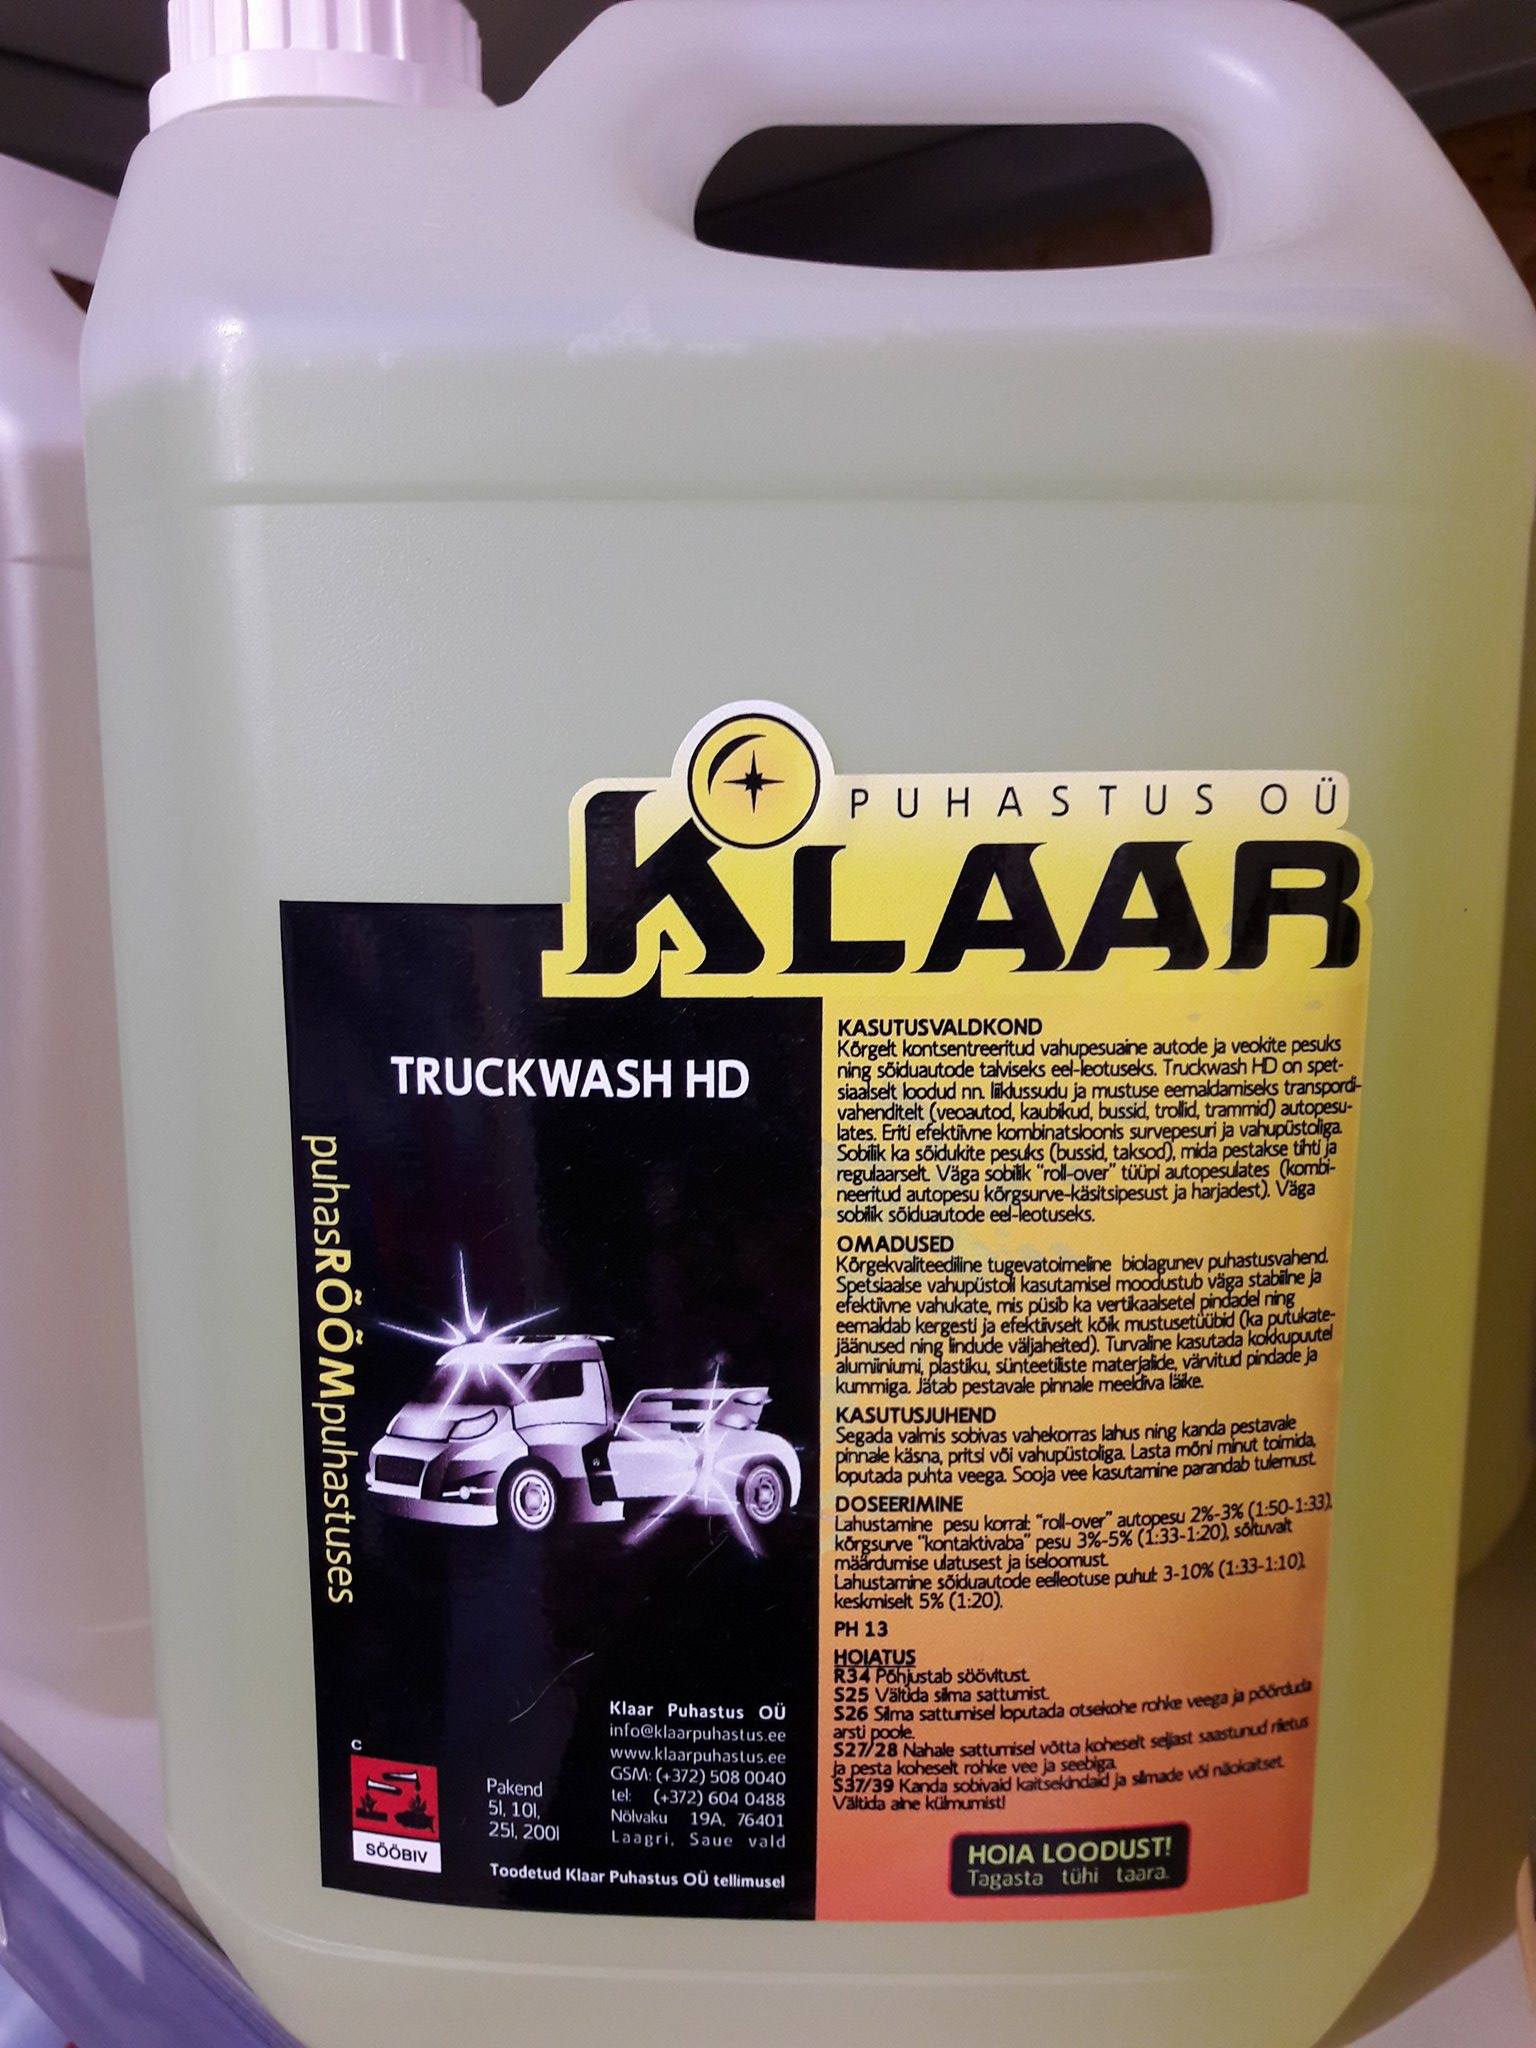 PUHASTUS OÜ
KLAAR
TRUCKWASH HD
puhasRÕÕMpuhastuses
KASUTUSVALDKOND
Kõrgelt kontsentreeritud vahupesuaine autode ja veokite pesuks
ning sõiduautode talviseks eel-leotuseks. Truckwash HD on spet-
siaalselt loodud nn. liiklussudu ja mustuse eemaldamiseks transpordi-
vahenditelt (veoautod, kaubikud, bussid, trollid, trammid) autopesu-
lates. Eriti efektiivne kombinatsioonis survepesuri ja vahupüstoliga.
Sobilik ka sõidukite pesuks (bussid, taksod), mida pestakse tihti ja
regulaarselt. Väga sobilik "roll-over" tüüpi autopesulates (kombi-
neeritud autopesu kõrgsurve-käsitsipesust ja harjadest). Väga
sobilik sõiduautode eel-leotuseks.
OMADUSED
Kõrgekvaliteediline tugevatoimeline biolagunev puhastusvahend.
Spetsiaalse vahupüstoli kasutamisel moodustub väga stabiilne ja
efektiivne vahukate, mis püsib ka vertikaalsetel pindadel ning
eemaldab kergesti ja efektiivselt kõik mustusetüübid (ka putukate-
jäänused ning lindude väljaheited). Turvaline kasutada kokkupuutel
alumiiniumi, plastiku, sünteetiliste materjalide, värvitud pindade ja
kummiga. Jätab pestavale pinnale meeldiva läike.
KASUTUSJUHEND
Segada valmis sobivas vahekorras lahus ning kanda pestavale
pinnale käsna, pritsi või vahupüstoliga. Lasta mõni minut toimida,
loputada puhta veega. Sooja vee kasutamine parandab tulemust.
DOSEERIMINE
Lahustamine pesu korral: "roll-over" autopesu 2%-3% (1:50-1:33),
kõrgsurve "kontaktivaba" pesu 3%-5% (1:33-1:20), sõltuvalt
määrdumise ulatusest ja iseloomust.
Lahustamine sõiduautode eelleotuse puhul: 3-10% (1:33-1:10),
keskmiselt 5% (1:20).
PH 13
HOIATUS
R34 Põhjustab söövitust.
S25 Vältida silma sattumist.
S26 Silma sattumisel loputada otsekohe rohke veega ja pöörduda
arsti poole.
S27/28 Nahale sattumisel võtta koheselt seljast saastunud riietus
ja pesta koheselt rohke vee ja seebiga.
S37/39 Kanda sobivaid kaitsekindaid ja silmade või näokaitset.
Vältida aine külmumist!
HOIA LOODUST!
Tagasta tühi taara.
C
SÖÖBIV
Pakend
5l, 10l,
25l, 200l
Klaar Puhastus OÜ
info@klaarpuhastus.ee
www.klaarpuhastus.ee
GSM: (+372) 508 0040
tel: (+372) 604 0488
Nõlvaku 19A, 76401
Laagri, Saue vald
Toodetud Klaar Puhastus OÜ tellimusel